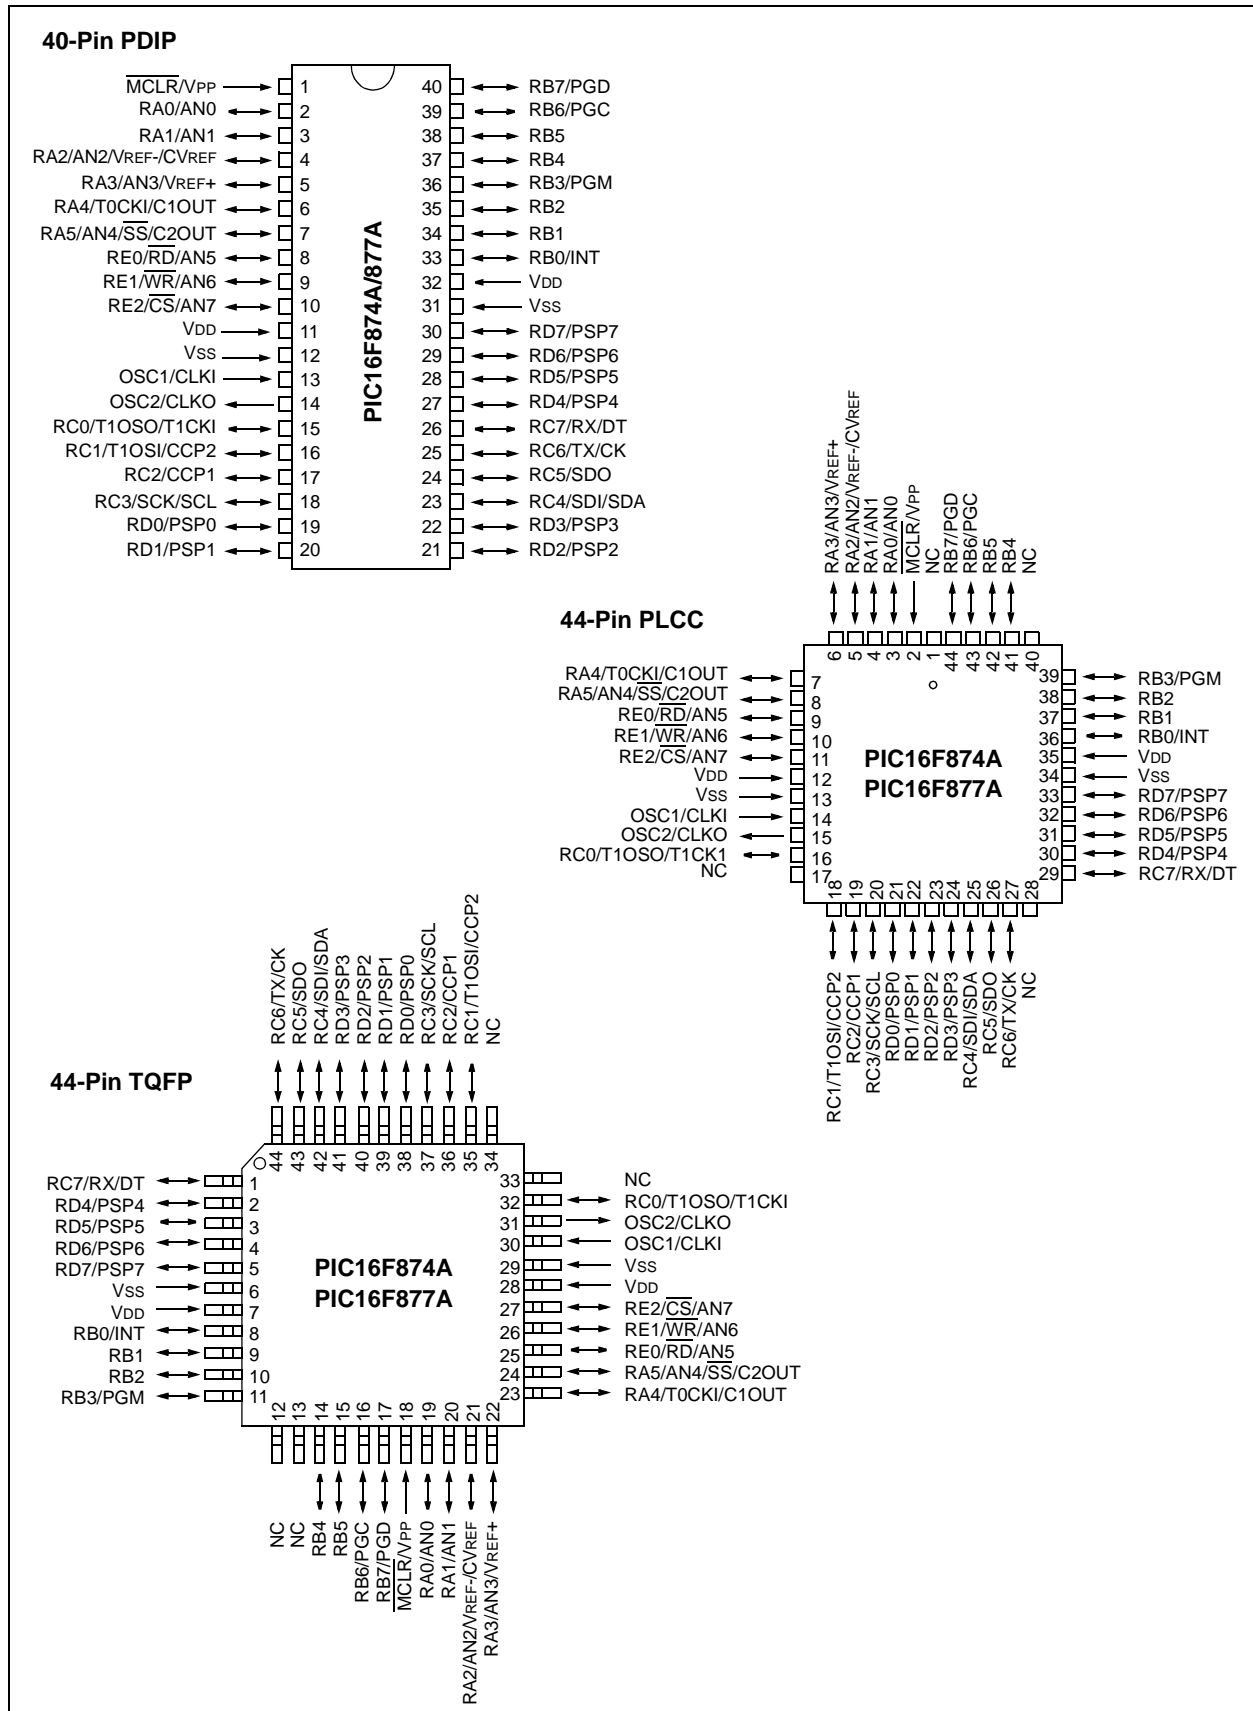 40-Pin PDIP
MCLR/VPP 1 40 RB7/PGD
RA0/AN0 2 39 RB6/PGC
RA1/AN1 3 38 RB5
RA2/AN2/VREF-/CVREF 4 37 RB4
RA3/AN3/VREF+ 5 36 RB3/PGM
RA4/T0CKI/C1OUT 6 35 RB2
RA5/AN4/SS/C2OUT 7 34 RB1
RE0/RD/AN5 8 33 RB0/INT
RE1/WR/AN6 9 32 VDD
RE2/CS/AN7 10 31 VSS
VDD 11 30 RD7/PSP7
VSS 12 29 RD6/PSP6
OSC1/CLKI 13 28 RD5/PSP5
OSC2/CLKO 14 27 RD4/PSP4
RC0/T1OSO/T1CKI 15 26 RC7/RX/DT
RC1/T1OSI/CCP2 16 25 RC6/TX/CK
RC2/CCP1 17 24 RC5/SDO
RC3/SCK/SCL 18 23 RC4/SDI/SDA
RD0/PSP0 19 22 RD3/PSP3
RD1/PSP1 20 21 RD2/PSP2
PIC16F874A/877A
44-Pin PLCC
RA3/AN3/VREF+
RA2/AN2/VREF-/CVREF
RA1/AN1
RA0/AN0
MCLR/VPP
NC
RB7/PGD
RB6/PGC
RB5
RB4
NC
6 5 4 3 2 1 44 43 42 41 40
RA4/T0CKI/C1OUT 7 39 RB3/PGM
RA5/AN4/SS/C2OUT 8 38 RB2
RE0/RD/AN5 9 37 RB1
RE1/WR/AN6 10 36 RB0/INT
RE2/CS/AN7 11 35 VDD
VDD 12 34 VSS
VSS 13 33 RD7/PSP7
OSC1/CLKI 14 32 RD6/PSP6
OSC2/CLKO 15 31 RD5/PSP5
RC0/T1OSO/T1CK1 16 30 RD4/PSP4
NC 17 29 RC7/RX/DT
PIC16F874A
PIC16F877A
18 19 20 21 22 23 24 25 26 27 28
RC1/T1OSI/CCP2
RC2/CCP1
RC3/SCK/SCL
RD0/PSP0
RD1/PSP1
RD2/PSP2
RD3/PSP3
RC4/SDI/SDA
RC5/SDO
RC6/TX/CK
NC
44-Pin TQFP
RC6/TX/CK
RC5/SDO
RC4/SDI/SDA
RD3/PSP3
RD2/PSP2
RD1/PSP1
RD0/PSP0
RC3/SCK/SCL
RC2/CCP1
RC1/T1OSI/CCP2
NC
44 43 42 41 40 39 38 37 36 35 34
RC7/RX/DT 1 33 NC
RD4/PSP4 2 32 RC0/T1OSO/T1CKI
RD5/PSP5 3 31 OSC2/CLKO
RD6/PSP6 4 30 OSC1/CLKI
RD7/PSP7 5 29 VSS
VSS 6 28 VDD
VDD 7 27 RE2/CS/AN7
RB0/INT 8 26 RE1/WR/AN6
RB1 9 25 RE0/RD/AN5
RB2 10 24 RA5/AN4/SS/C2OUT
RB3/PGM 11 23 RA4/T0CKI/C1OUT
PIC16F874A
PIC16F877A
12 13 14 15 16 17 18 19 20 21 22
NC
NC
RB4
RB5
RB6/PGC
RB7/PGD
MCLR/VPP
RA0/AN0
RA1/AN1
RA2/AN2/VREF-/CVREF
RA3/AN3/VREF+